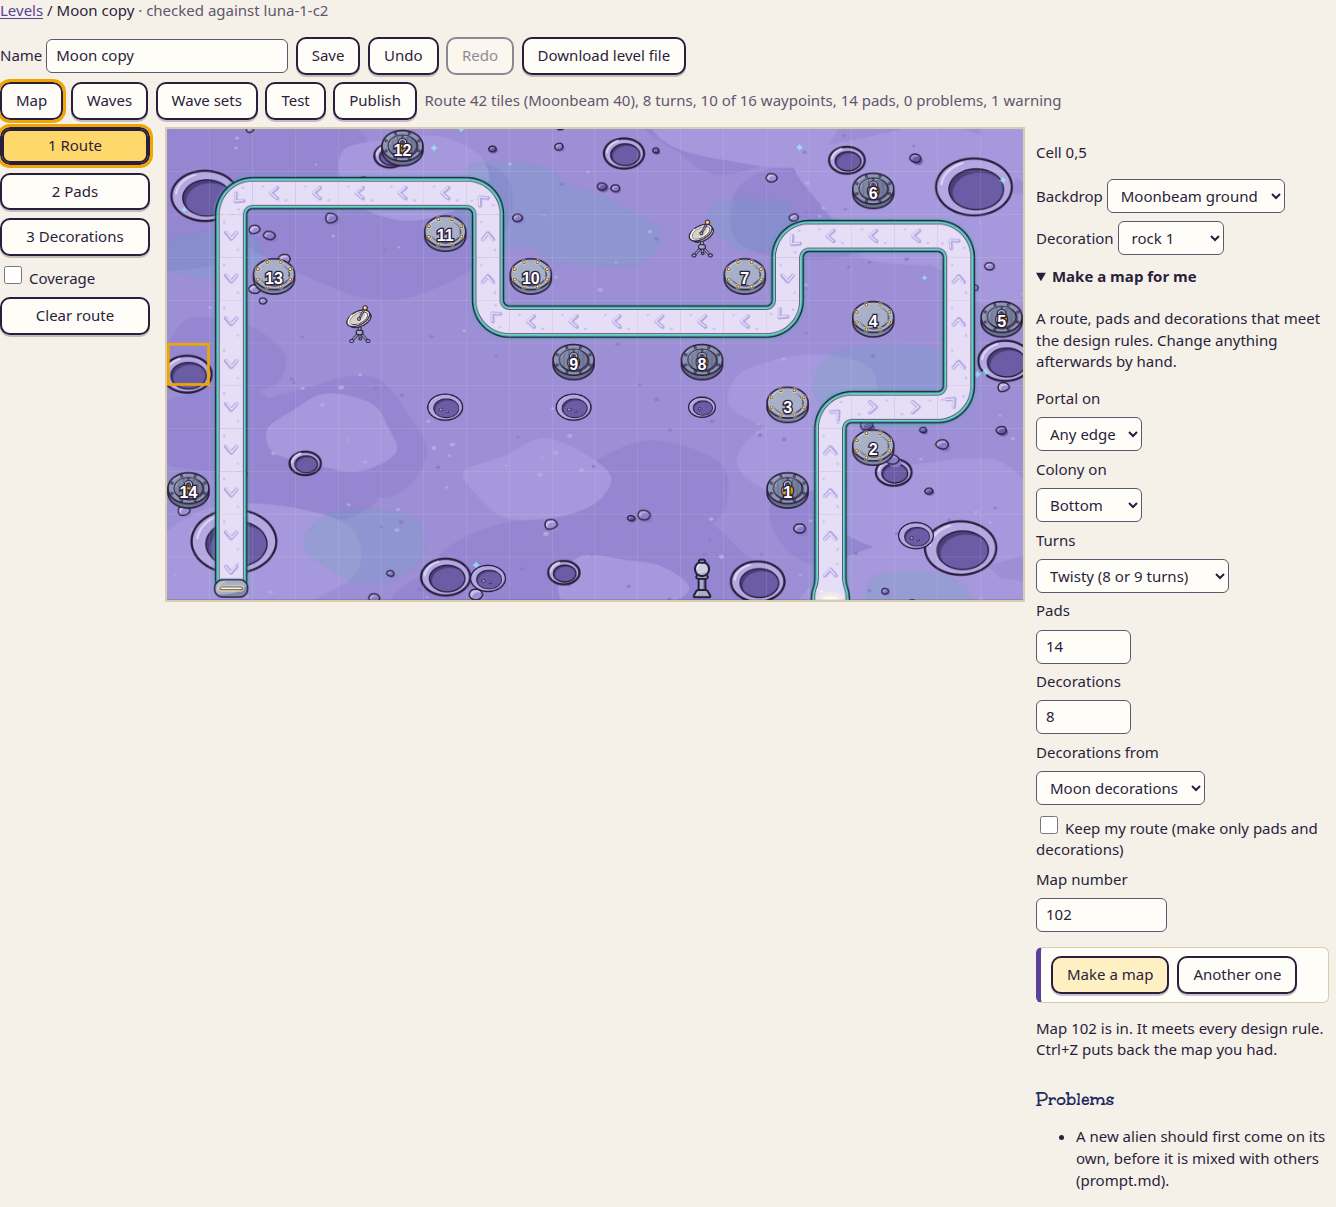 Levels / Moon copy · checked against luna-1-c2
Name Moon copy Save Undo Redo Download level file
Map Waves Wave sets Test Publish Route 42 tiles (Moonbeam 40), 8 turns, 10 of 16 waypoints, 14 pads, 0 problems, 1 warning
1 Route
2 Pads
3 Decorations
Coverage
Clear route
12
6
11
13
10
7
4
5
9
8
3
2
14
1
Cell 0,5
Backdrop Moonbeam ground
Decoration rock 1
▼ Make a map for me
A route, pads and decorations that meet
the design rules. Change anything
afterwards by hand.
Portal on
Any edge
Colony on
Bottom
Turns
Twisty (8 or 9 turns)
Pads
14
Decorations
8
Decorations from
Moon decorations
Keep my route (make only pads and
decorations)
Map number
102
Make a map Another one
Map 102 is in. It meets every design rule.
Ctrl+Z puts back the map you had.
Problems
• A new alien should first come on its
own, before it is mixed with others
(prompt.md).